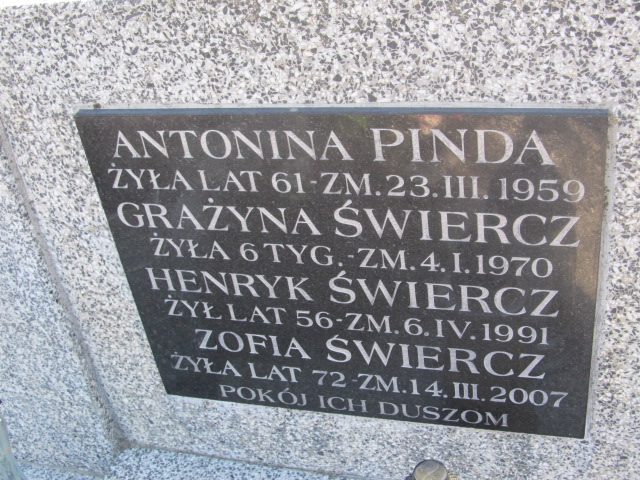 ANTONINA PINDA
ŻYŁA LAT 61-ZM. 23. III. 1959
GRAŻYNA ŚWIERCZ
ŻYŁA 6 TYG.-ZM. 4. I. 1970
HENRYK ŚWIERCZ
ŻYŁ LAT 56-ZM. 6. IV. 1991
ZOFIA ŚWIERCZ
ŻYŁA LAT 72-ZM. 14. III. 2007
POKÓJ ICH DUSZOM